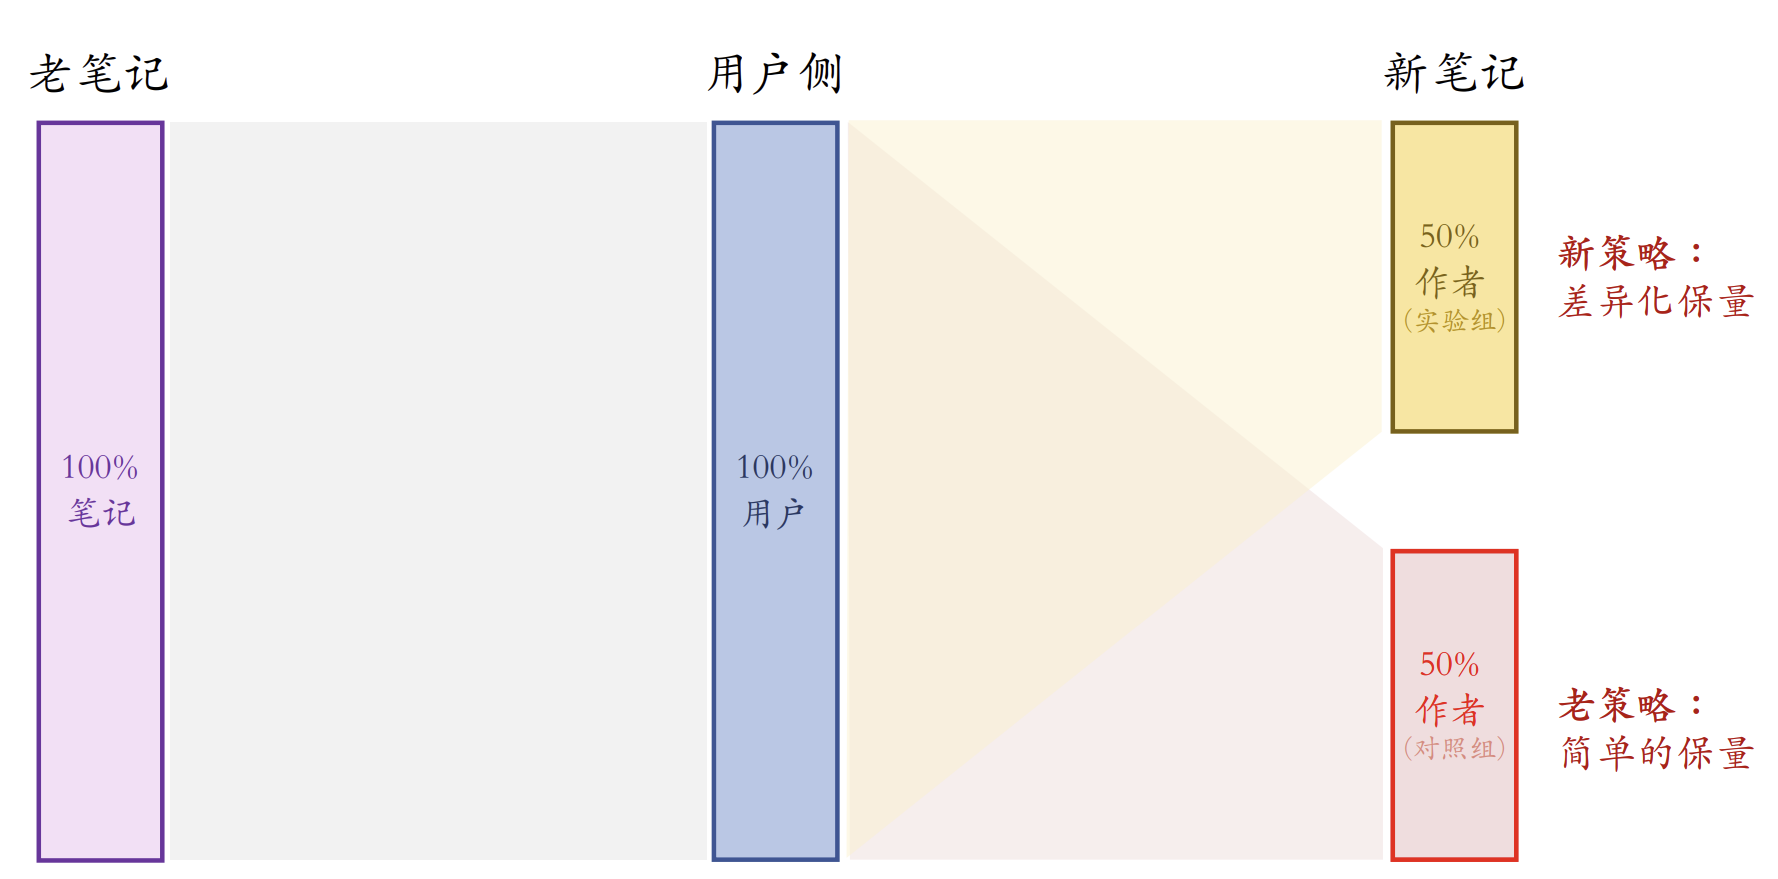 老笔记
用户侧
新笔记
100%
笔记
100%
用户
50%
作者
(实验组)
新策略：
差异化保量
50%
作者
(对照组)
老策略：
简单的保量